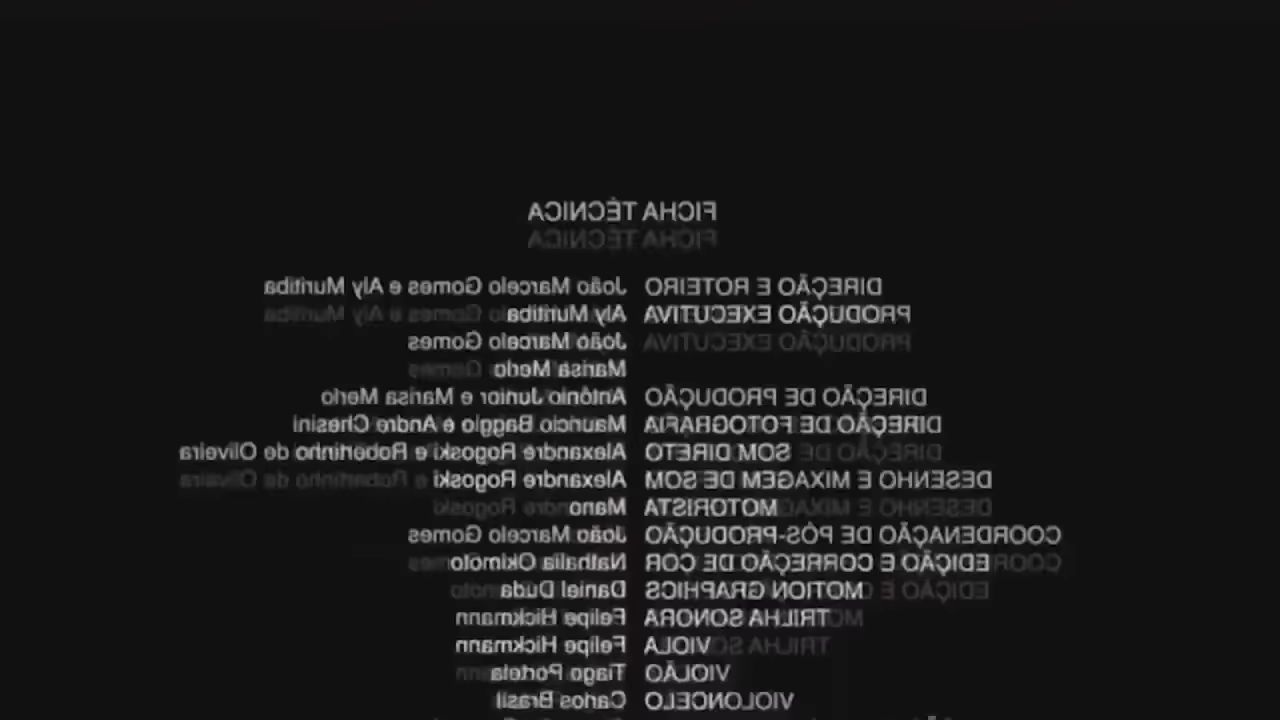 FICHA TÉCNICA
DIREÇÃO E ROTEIRO João Marcelo Gomes e Aly Muritiba
PRODUÇÃO EXECUTIVA Aly Muritiba
João Marcelo Gomes
Marisa Merlo
DIREÇÃO DE PRODUÇÃO Antônio Junior e Marisa Merlo
DIREÇÃO DE FOTOGRAFIA Mauricio Baggio e Andre Chesini
SOM DIRETO Alexandre Rogoski e Robertinho de Oliveira
DESENHO E MIXAGEM DE SOM Alexandre Rogoski
MOTORISTA Mano
COORDENAÇÃO DE PÓS-PRODUÇÃO João Marcelo Gomes
EDIÇÃO E CORREÇÃO DE COR Nathalia Okimoto
MOTION GRAPHICS Daniel Duda
TRILHA SONORA Felipe Hickmann
VIOLA Felipe Hickmann
VIOLÃO Tiago Portela
VIOLONCELO Carlos Brasil